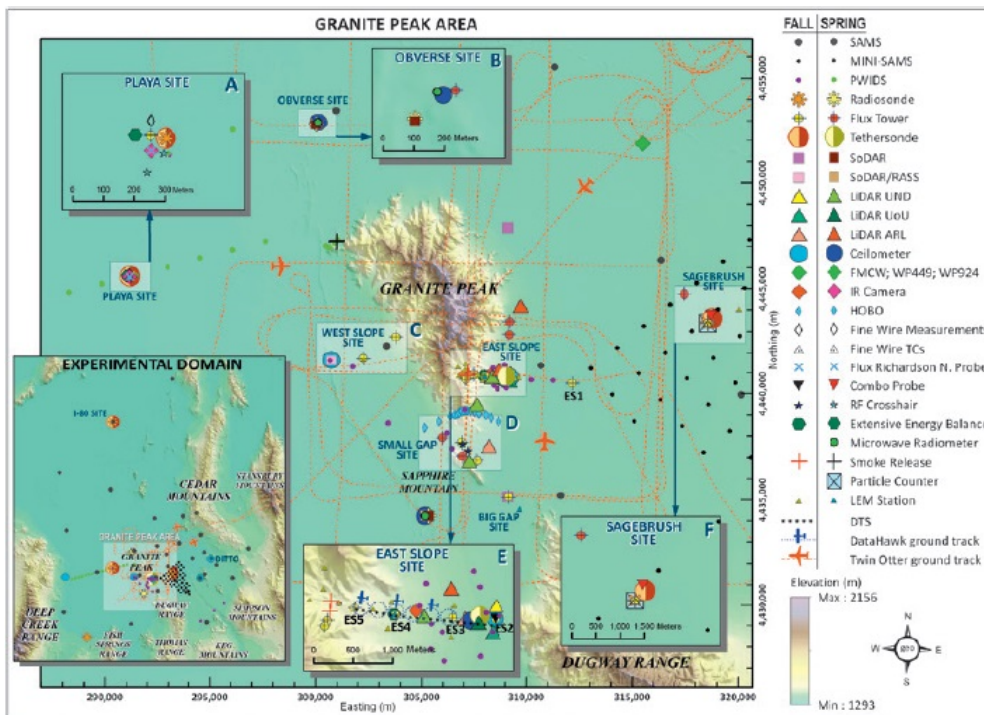 GRANITE PEAK AREA
PLAYA SITE
A
0 100 200 300 Meters
OBVERSE SITE
B
0 100 200
Meters
OBVERSE SITE
PLAYA SITE
GRANITE PEAK
WEST SLOPE
SITE
C
EAST SLOPE
SITE
ES1
SAGEBRUSH
SITE
D
SMALL GAP
SITE
SAPPHIRE
MOUNTAIN
BIG GAP
SITE
EXPERIMENTAL DOMAIN
I-80 SITE
CEDAR
MOUNTAINS
STANSBURY
MOUNTAINS
GRANITE PEAK AREA
GRANITE
PEAK
DITTO
DUGWAY
RANGE
DEEP
CREEK
RANGE
FISH
SPRINGS
RANGE
THOMAS
RANGE
KEG
MOUNTAINS
SIMPSON
MOUNTAINS
EAST SLOPE
SITE
E
ES5
ES4
ES3
ES2
0 500 1,000
Meters
SAGEBRUSH
SITE
F
0 500 1,000 1,500
Meters
DUGWAY RANGE
290,000 295,000 300,000 305,000 310,000 315,000 320,000
Easting (m)
4,455,000
4,450,000
4,445,000
4,440,000
4,435,000
4,430,000
Northing (m)
FALL SPRING
SAMS
MINI-SAMS
PWIDS
Radiosonde
Flux Tower
Tethersonde
SoDAR
SoDAR/RASS
LiDAR UND
LiDAR UoU
LiDAR ARL
Ceilometer
FMCW; WP449; WP924
IR Camera
HOBO
Fine Wire Measurements
Fine Wire TCs
Flux Richardson N. Probe
Combo Probe
RF Crosshair
Extensive Energy Balance
Microwave Radiometer
Smoke Release
Particle Counter
LEM Station
DTS
DataHawk ground track
Twin Otter ground track
Elevation (m)
Max : 2156
Min : 1293
N
W
E
S